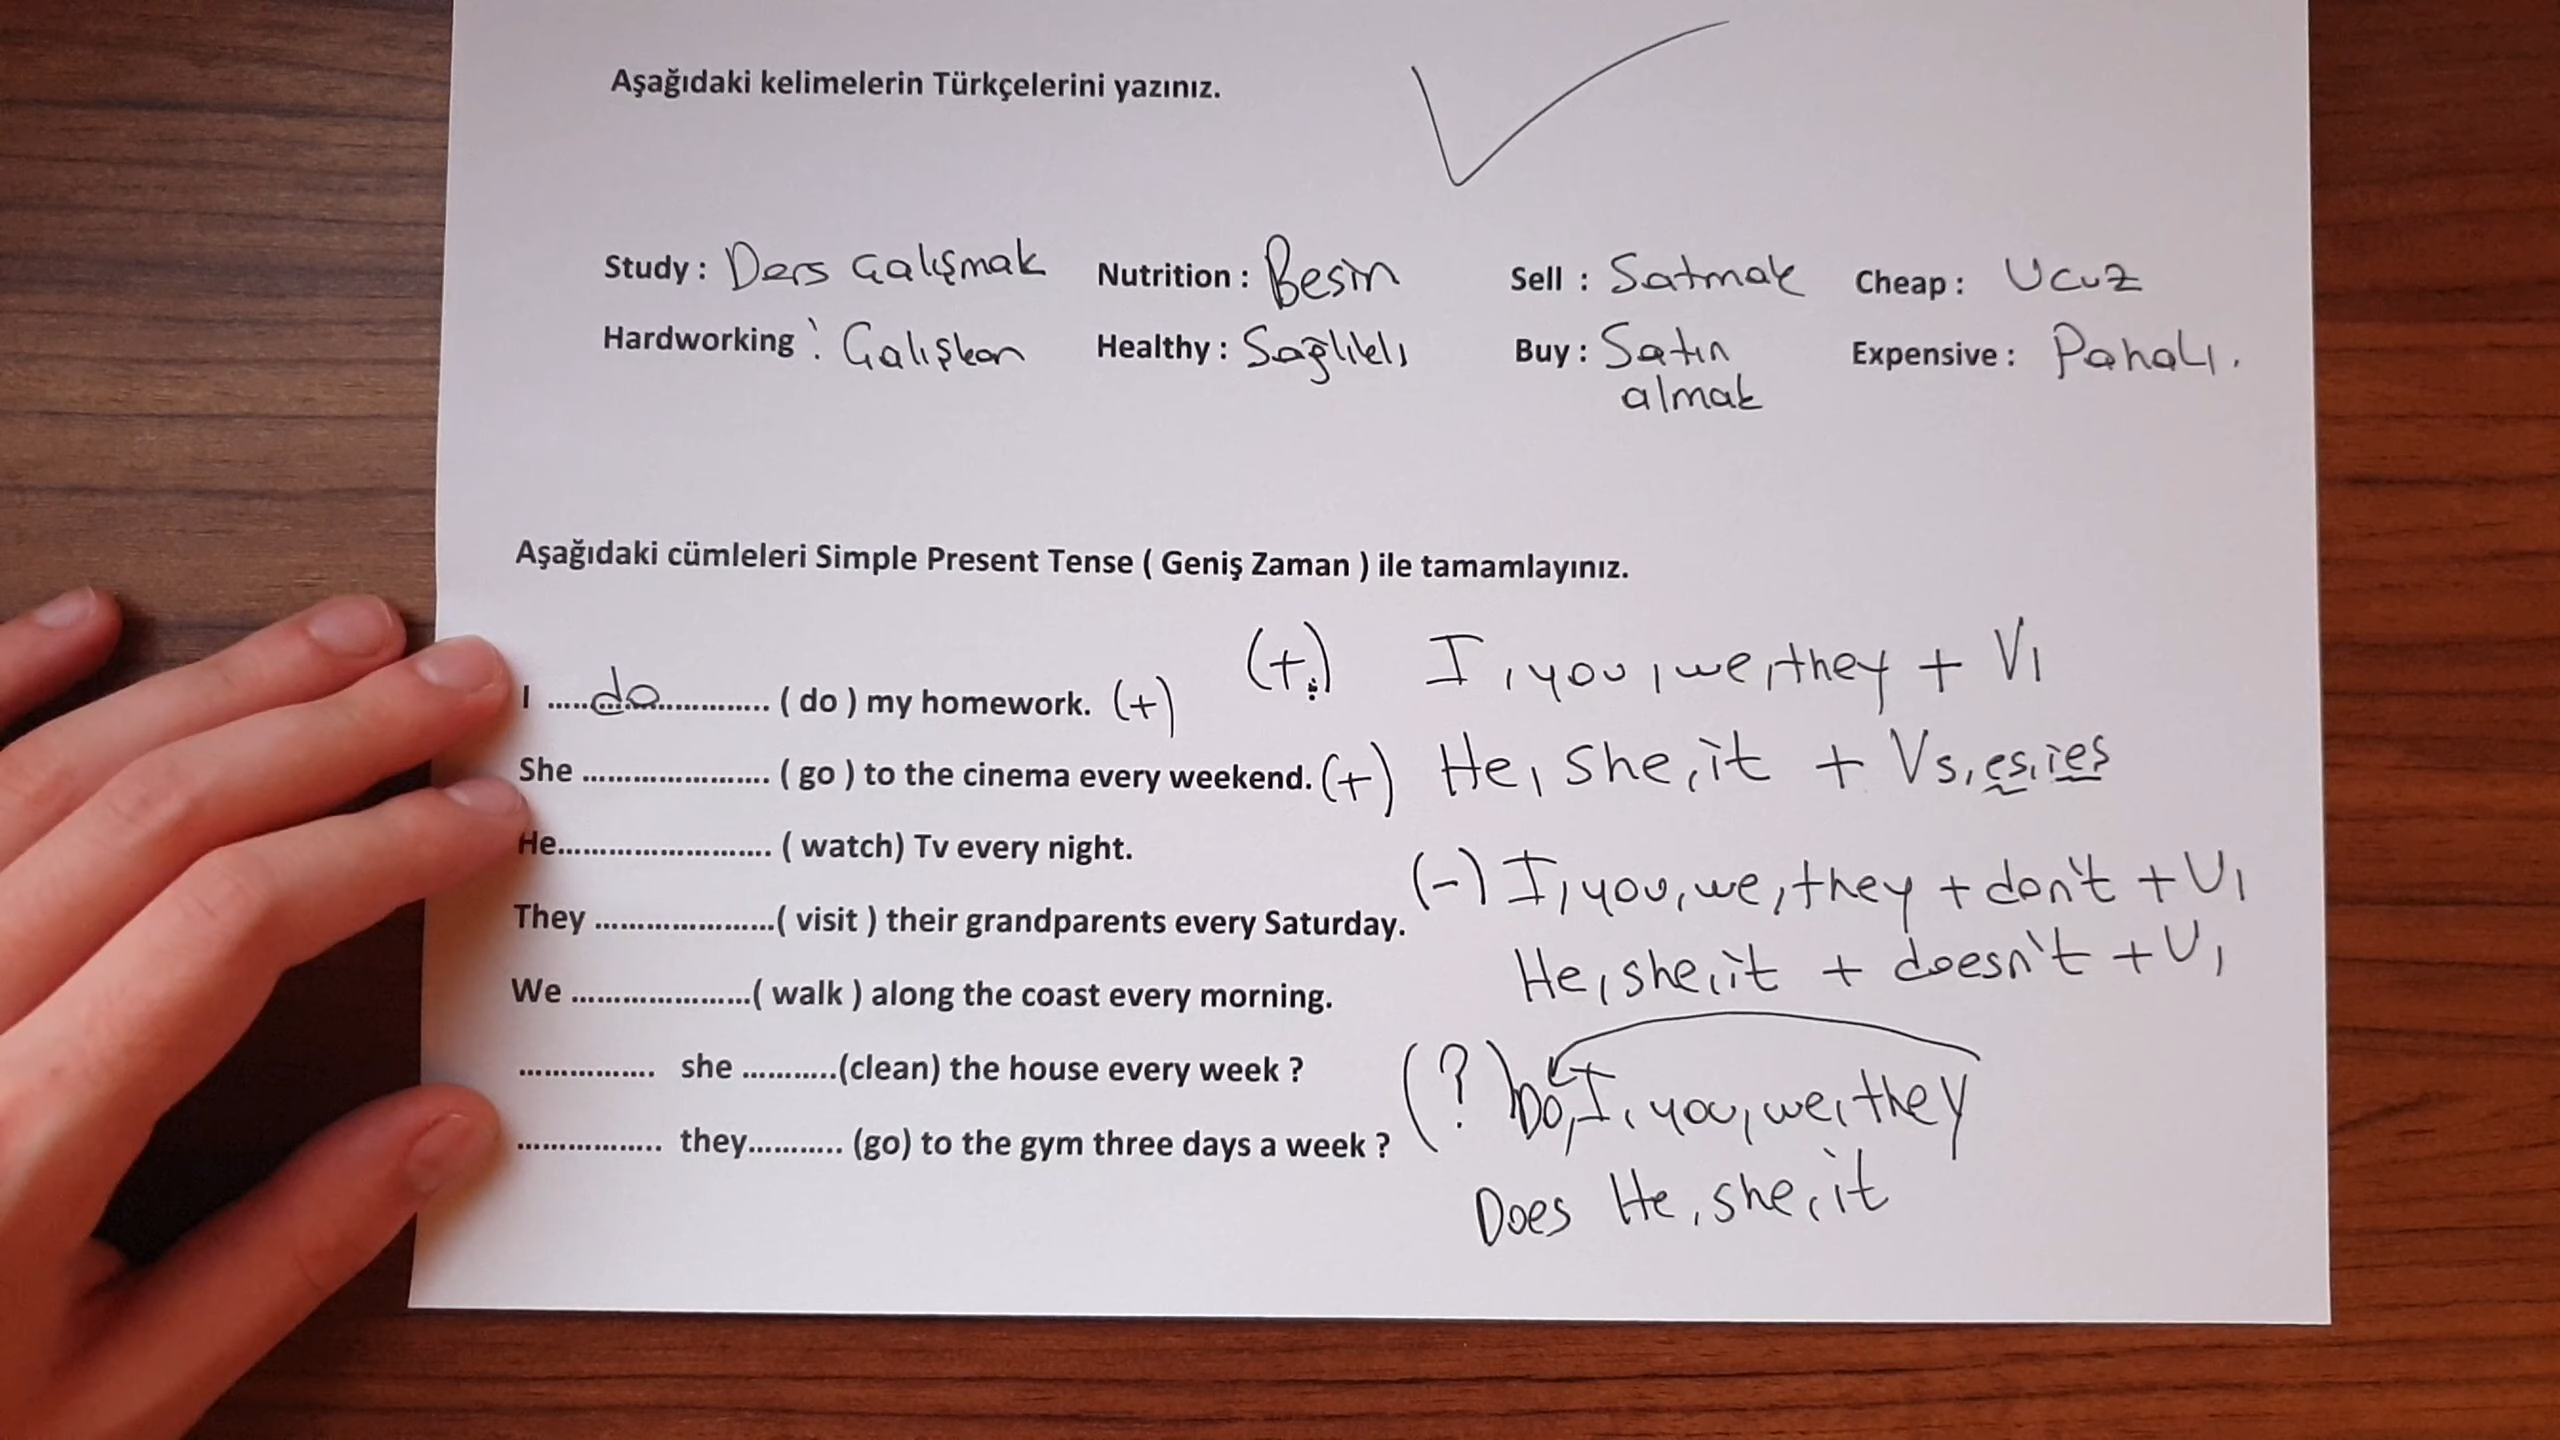 Aşağıdaki kelimelerin Türkçelerini yazınız.
Study : Ders Çalışmak Nutrition : Besin Sell : Satmak Cheap : Ucuz
Hardworking : Çalışkan Healthy : Sağlıklı Buy : Satın almak Expensive : Pahalı.
Aşağıdaki cümleleri Simple Present Tense ( Geniş Zaman ) ile tamamlayınız.
I .....do............... ( do ) my homework. (+)
She ...................... ( go ) to the cinema every weekend. (+)
He......................... ( watch) Tv every night.
They .....................( visit ) their grandparents every Saturday.
We .....................( walk ) along the coast every morning.
................ she ...........(clean) the house every week ?
................. they........... (go) to the gym three days a week ?
(+) I, you, we, they + V1
He, she, it + Vs, es, ies
(-) I, you, we, they + don't + V1
He, she, it + doesn't + V1
(?) Do, I, you, we, they
Does He, she, it